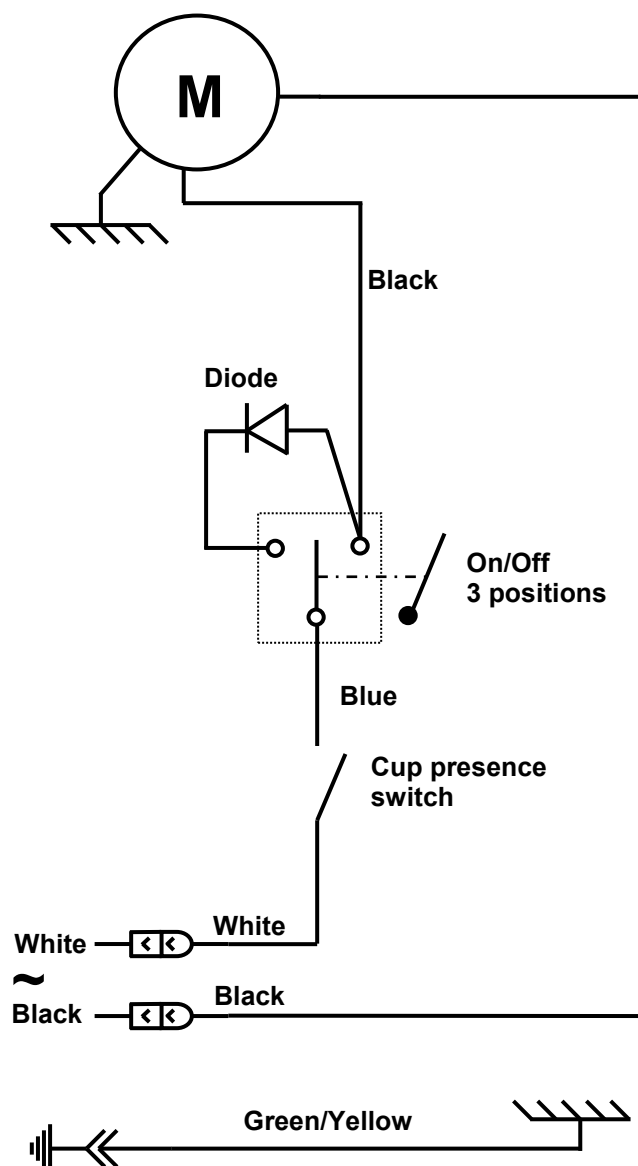 M
Black
Diode
On/Off
3 positions
Blue
Cup presence
switch
White
White
~
Black
Black
Green/Yellow